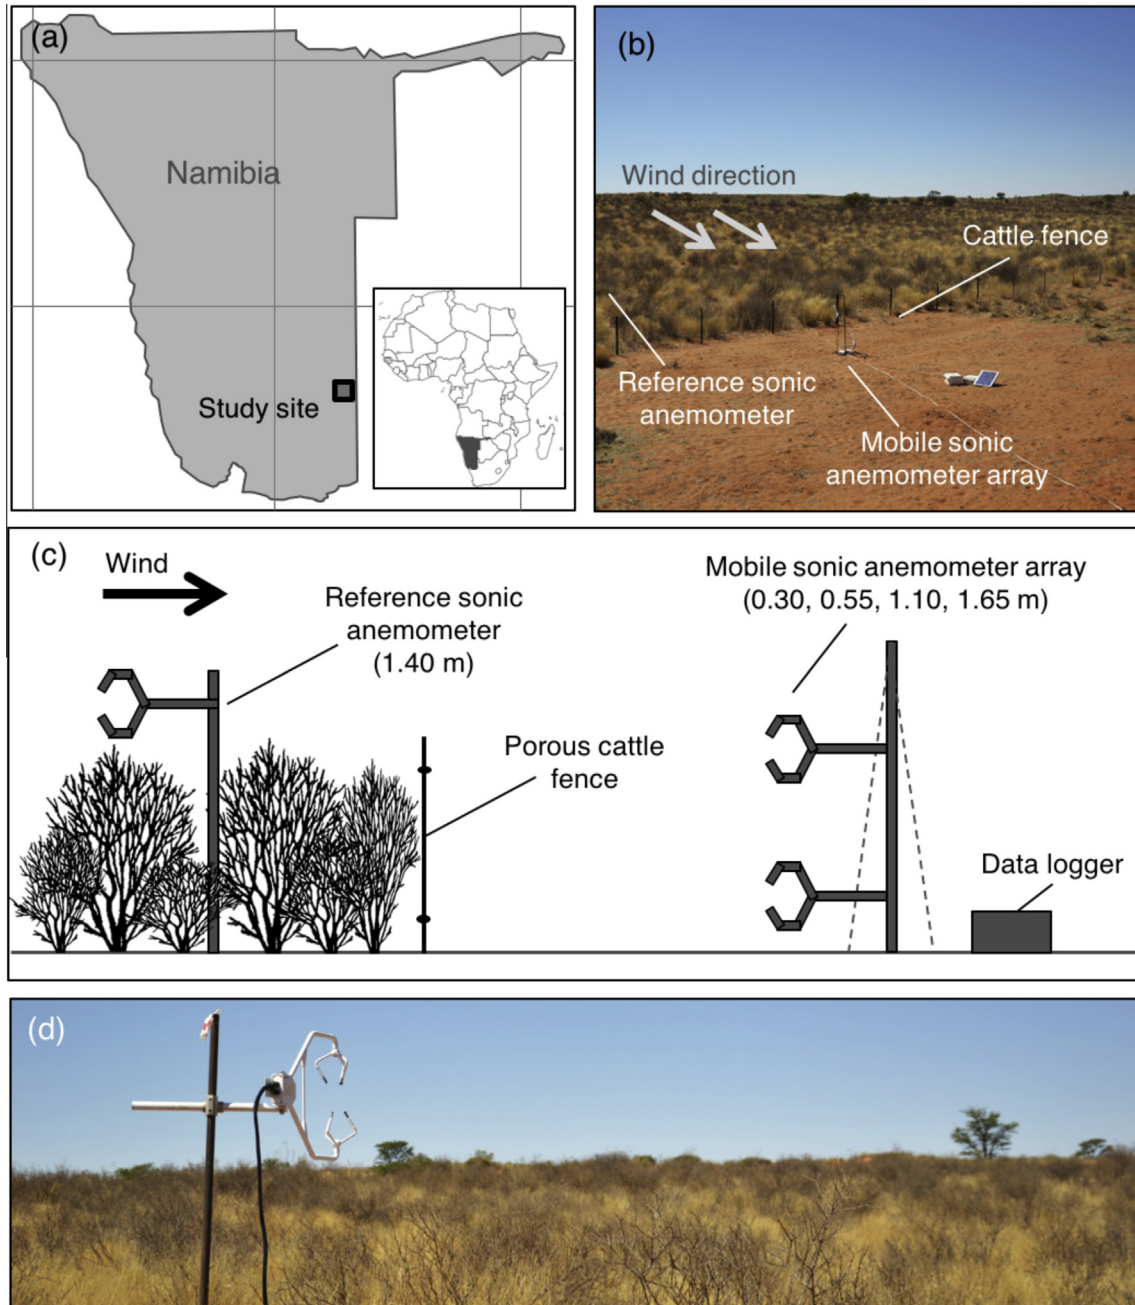 (a)
Namibia
Study site
(b)
Wind direction
Cattle fence
Reference sonic
anemometer
Mobile sonic
anemometer array
(c)
Wind
Reference sonic
anemometer
(1.40 m)
Porous cattle
fence
Mobile sonic anemometer array
(0.30, 0.55, 1.10, 1.65 m)
Data logger
(d)